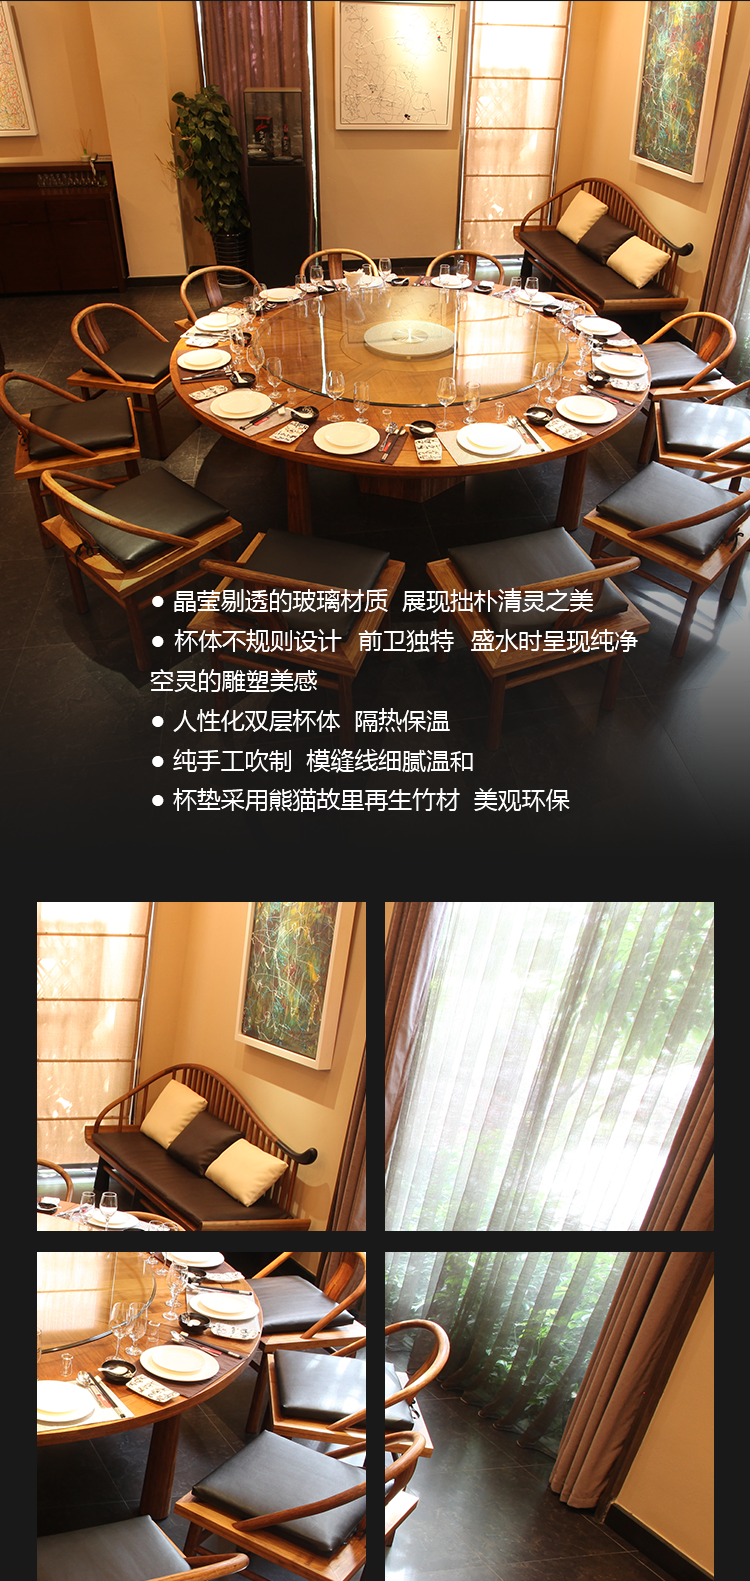 ● 晶莹剔透的玻璃材质 展现拙朴清灵之美
● 杯体不规则设计 前卫独特 盛水时呈现纯净
空灵的雕塑美感
● 人性化双层杯体 隔热保温
● 纯手工吹制 模缝线细腻温和
● 杯垫采用熊猫故里再生竹材 美观环保